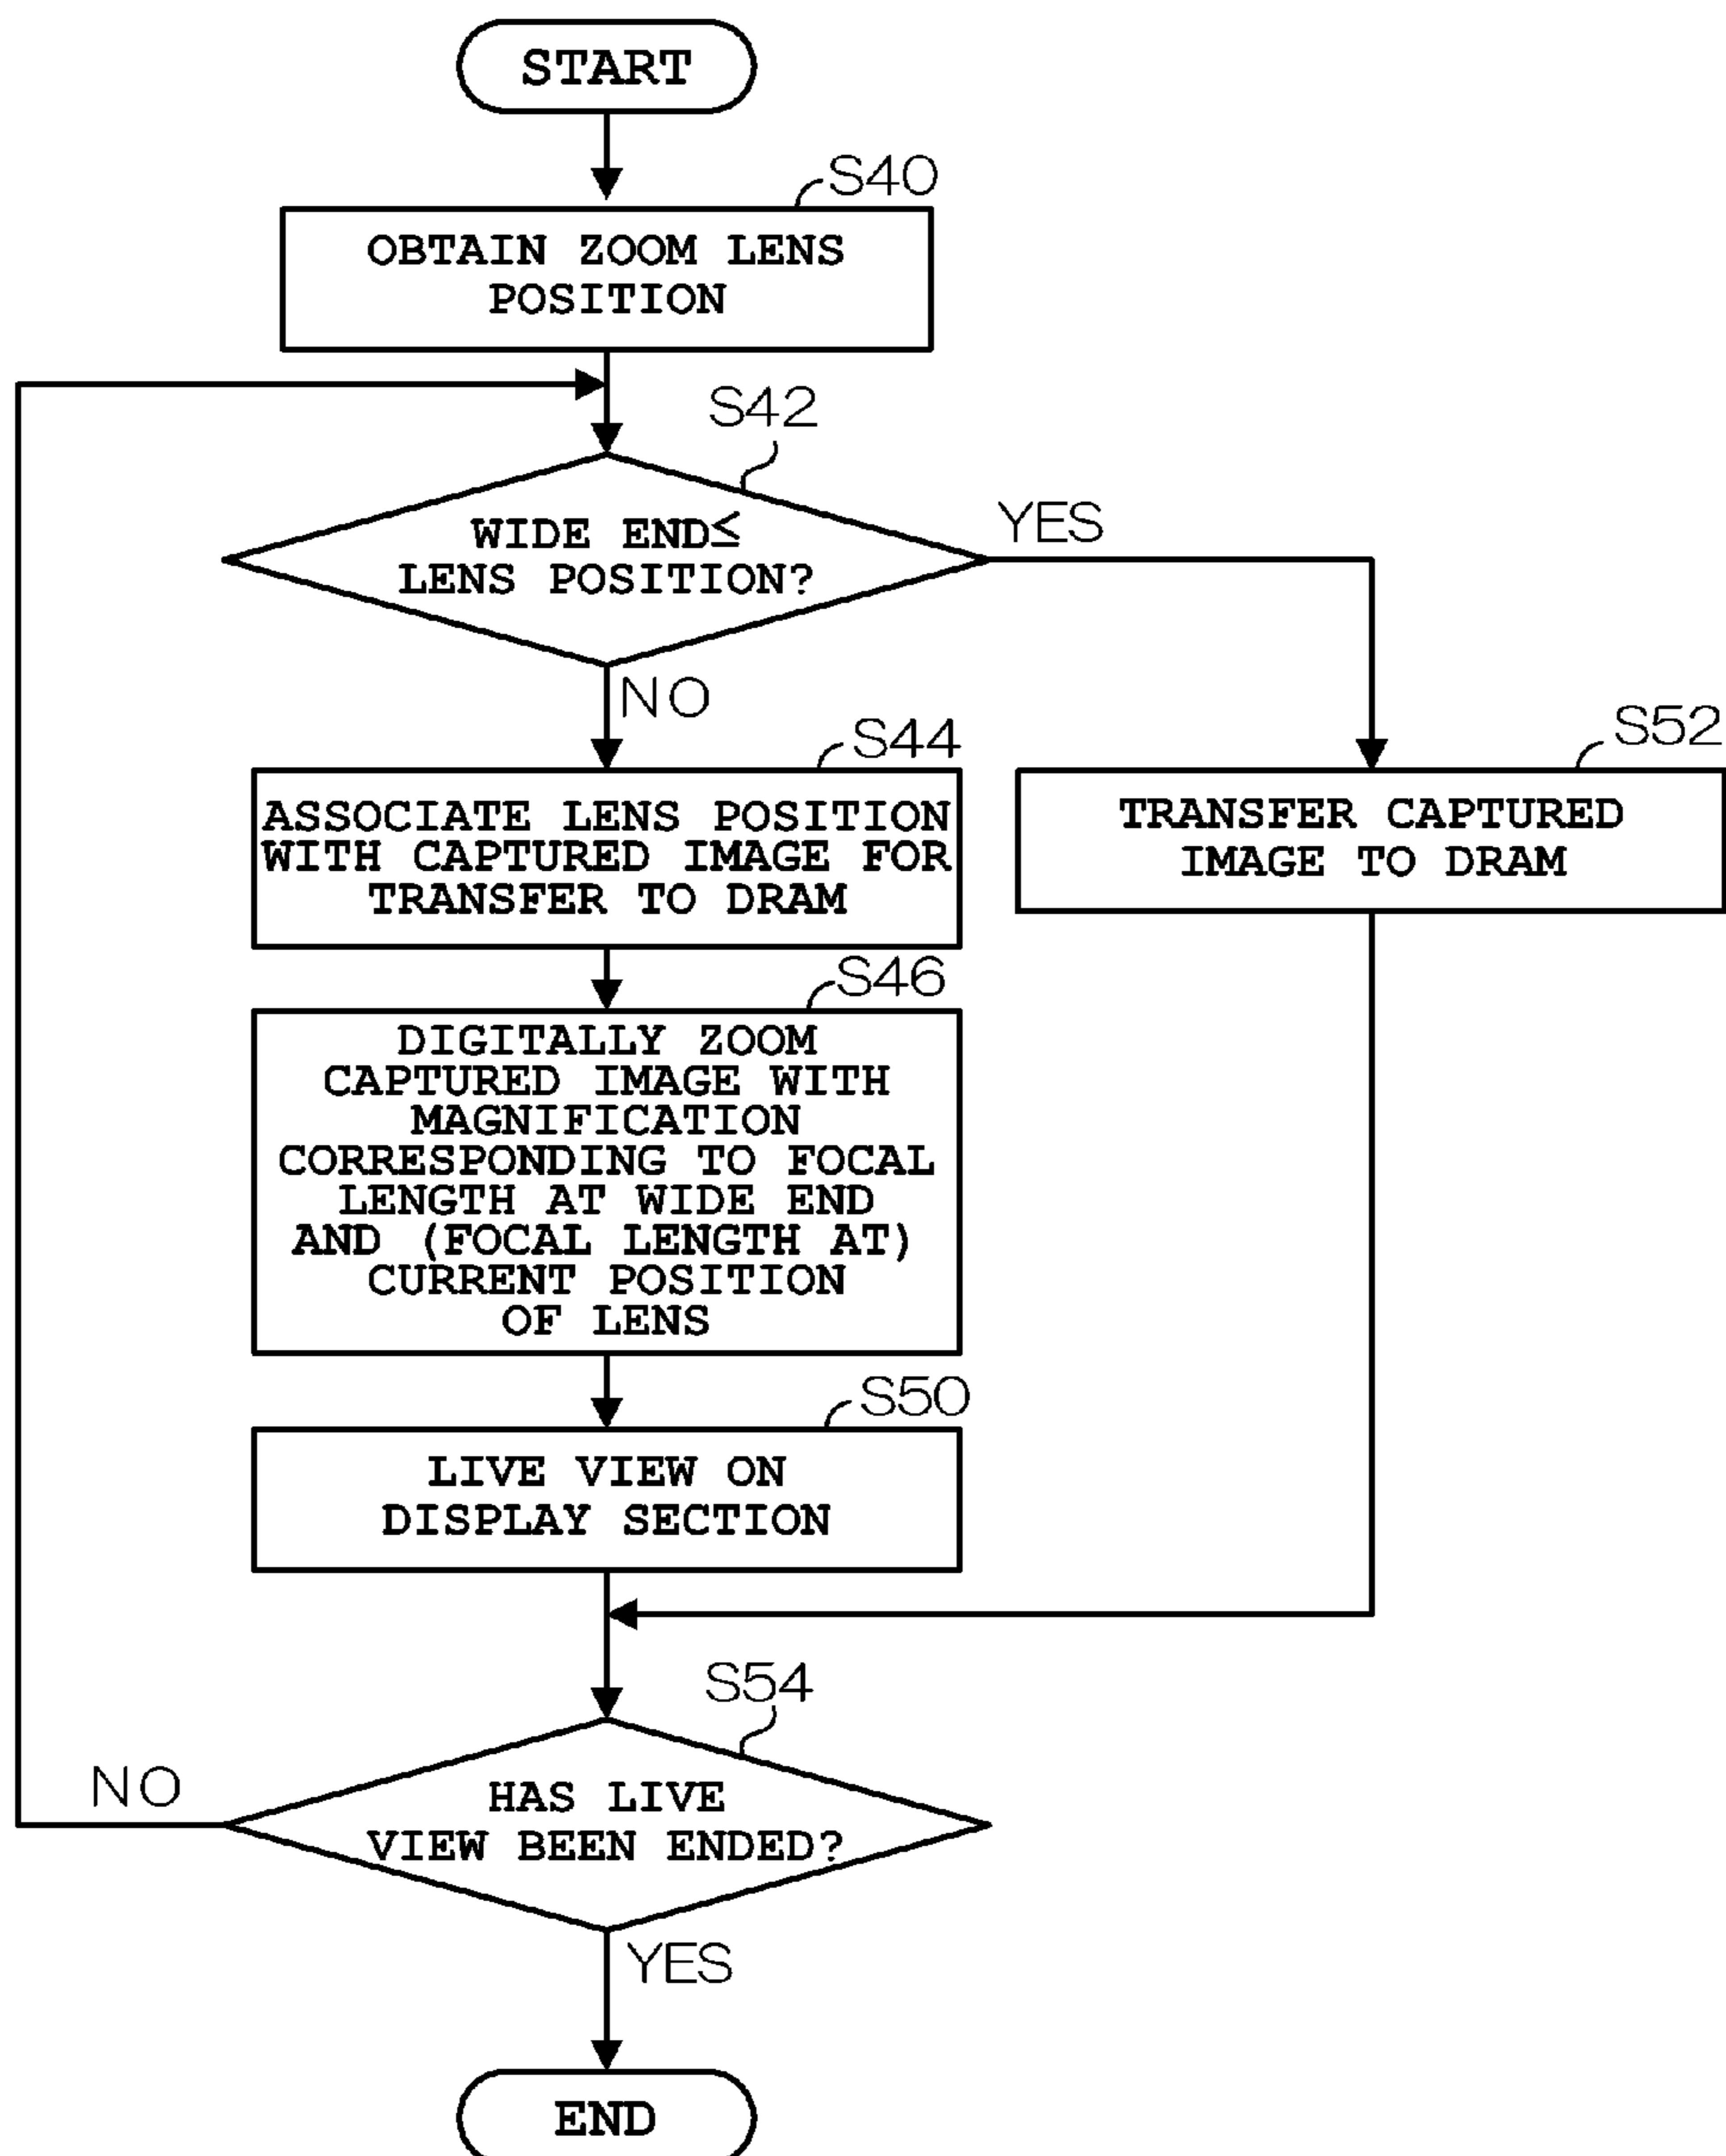 START
S40
OBTAIN ZOOM LENS
POSITION
S42
WIDE END≤
LENS POSITION?
YES
NO
S44
ASSOCIATE LENS POSITION
WITH CAPTURED IMAGE FOR
TRANSFER TO DRAM
S52
TRANSFER CAPTURED
IMAGE TO DRAM
S46
DIGITALLY ZOOM
CAPTURED IMAGE WITH
MAGNIFICATION
CORRESPONDING TO FOCAL
LENGTH AT WIDE END
AND (FOCAL LENGTH AT)
CURRENT POSITION
OF LENS
S50
LIVE VIEW ON
DISPLAY SECTION
S54
HAS LIVE
VIEW BEEN ENDED?
NO
YES
END